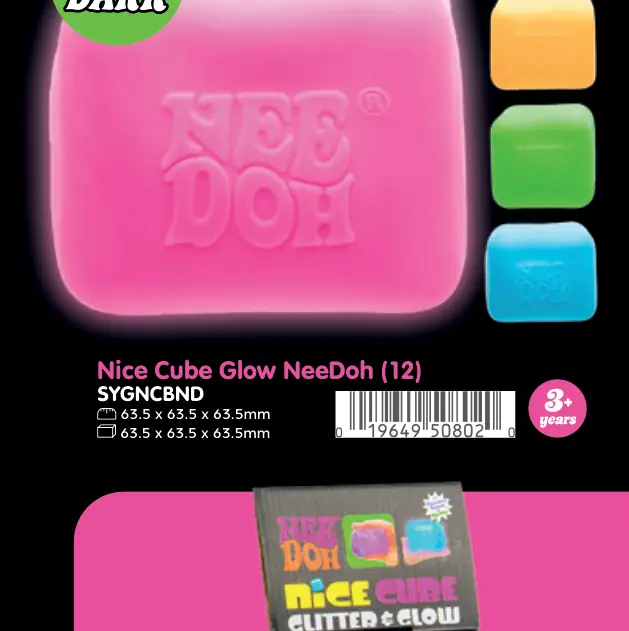 DARK
NEE ®
DOH
Nice Cube Glow NeeDoh (12)
SYGNCBND
63.5 x 63.5 x 63.5mm
63.5 x 63.5 x 63.5mm
0 19649 50802 0
3+
years
NEE
DOH
NICE CUBE
GLITTER & GLOW